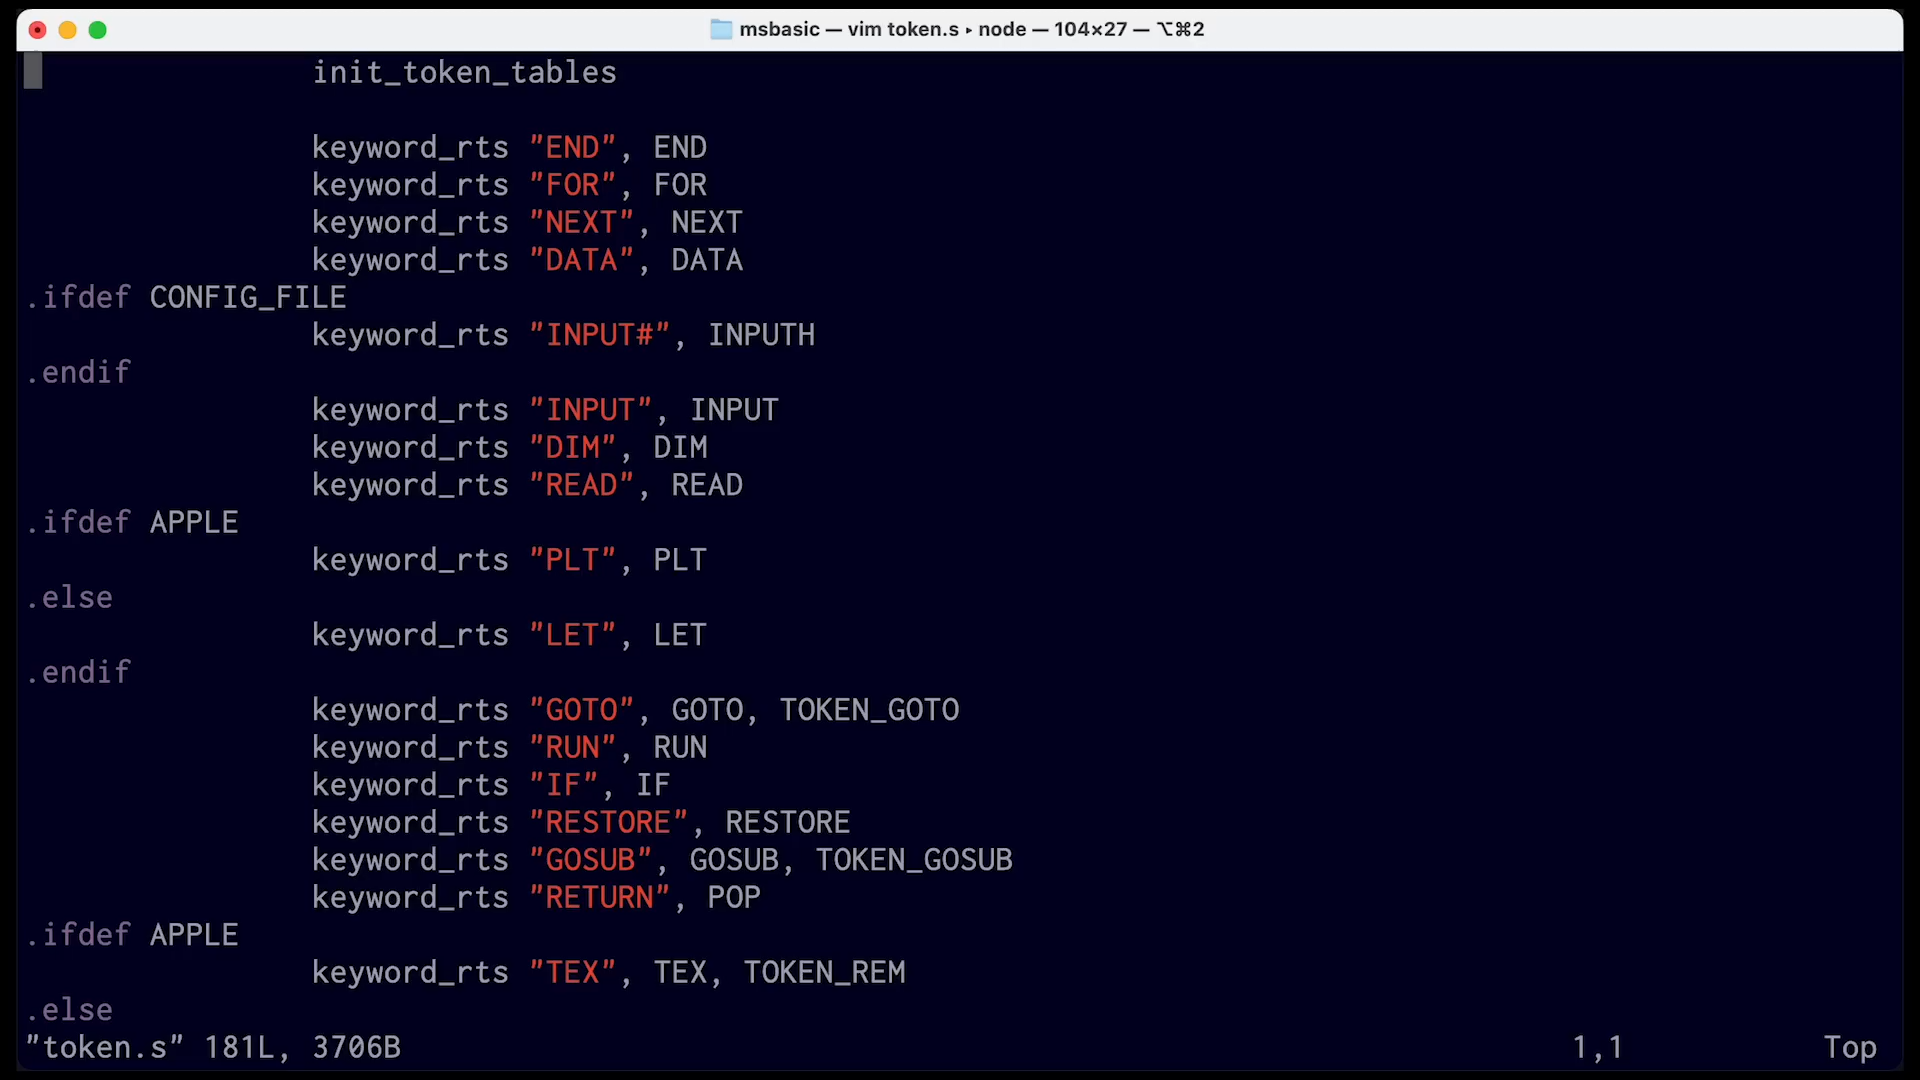 msbasic — vim token.s ▸ node — 104×27 — ⌥⌘2
init_token_tables
keyword_rts "END", END
keyword_rts "FOR", FOR
keyword_rts "NEXT", NEXT
keyword_rts "DATA", DATA
.ifdef CONFIG_FILE
keyword_rts "INPUT#", INPUTH
.endif
keyword_rts "INPUT", INPUT
keyword_rts "DIM", DIM
keyword_rts "READ", READ
.ifdef APPLE
keyword_rts "PLT", PLT
.else
keyword_rts "LET", LET
.endif
keyword_rts "GOTO", GOTO, TOKEN_GOTO
keyword_rts "RUN", RUN
keyword_rts "IF", IF
keyword_rts "RESTORE", RESTORE
keyword_rts "GOSUB", GOSUB, TOKEN_GOSUB
keyword_rts "RETURN", POP
.ifdef APPLE
keyword_rts "TEX", TEX, TOKEN_REM
.else
"token.s" 181L, 3706B 1,1 Top